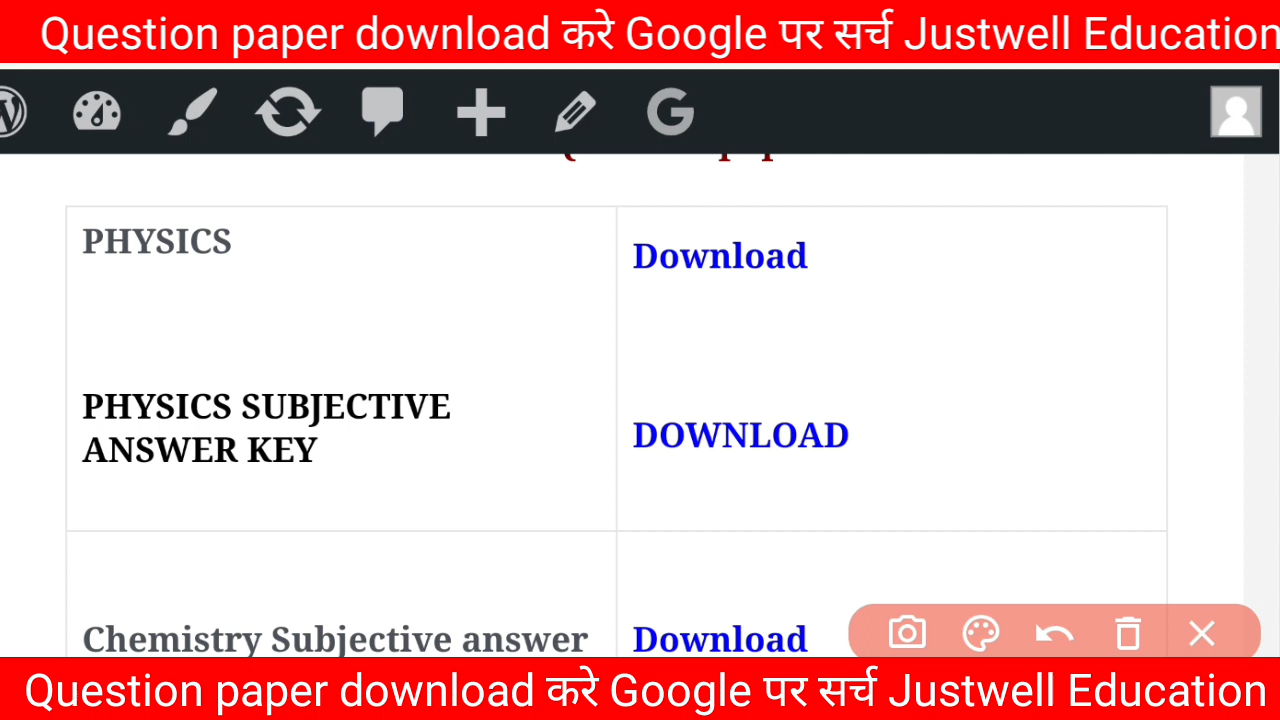 Question paper download करे Google पर सर्च Justwell Education
PHYSICS
Download
PHYSICS SUBJECTIVE
ANSWER KEY
DOWNLOAD
Chemistry Subjective answer
Download
Question paper download करे Google पर सर्च Justwell Education